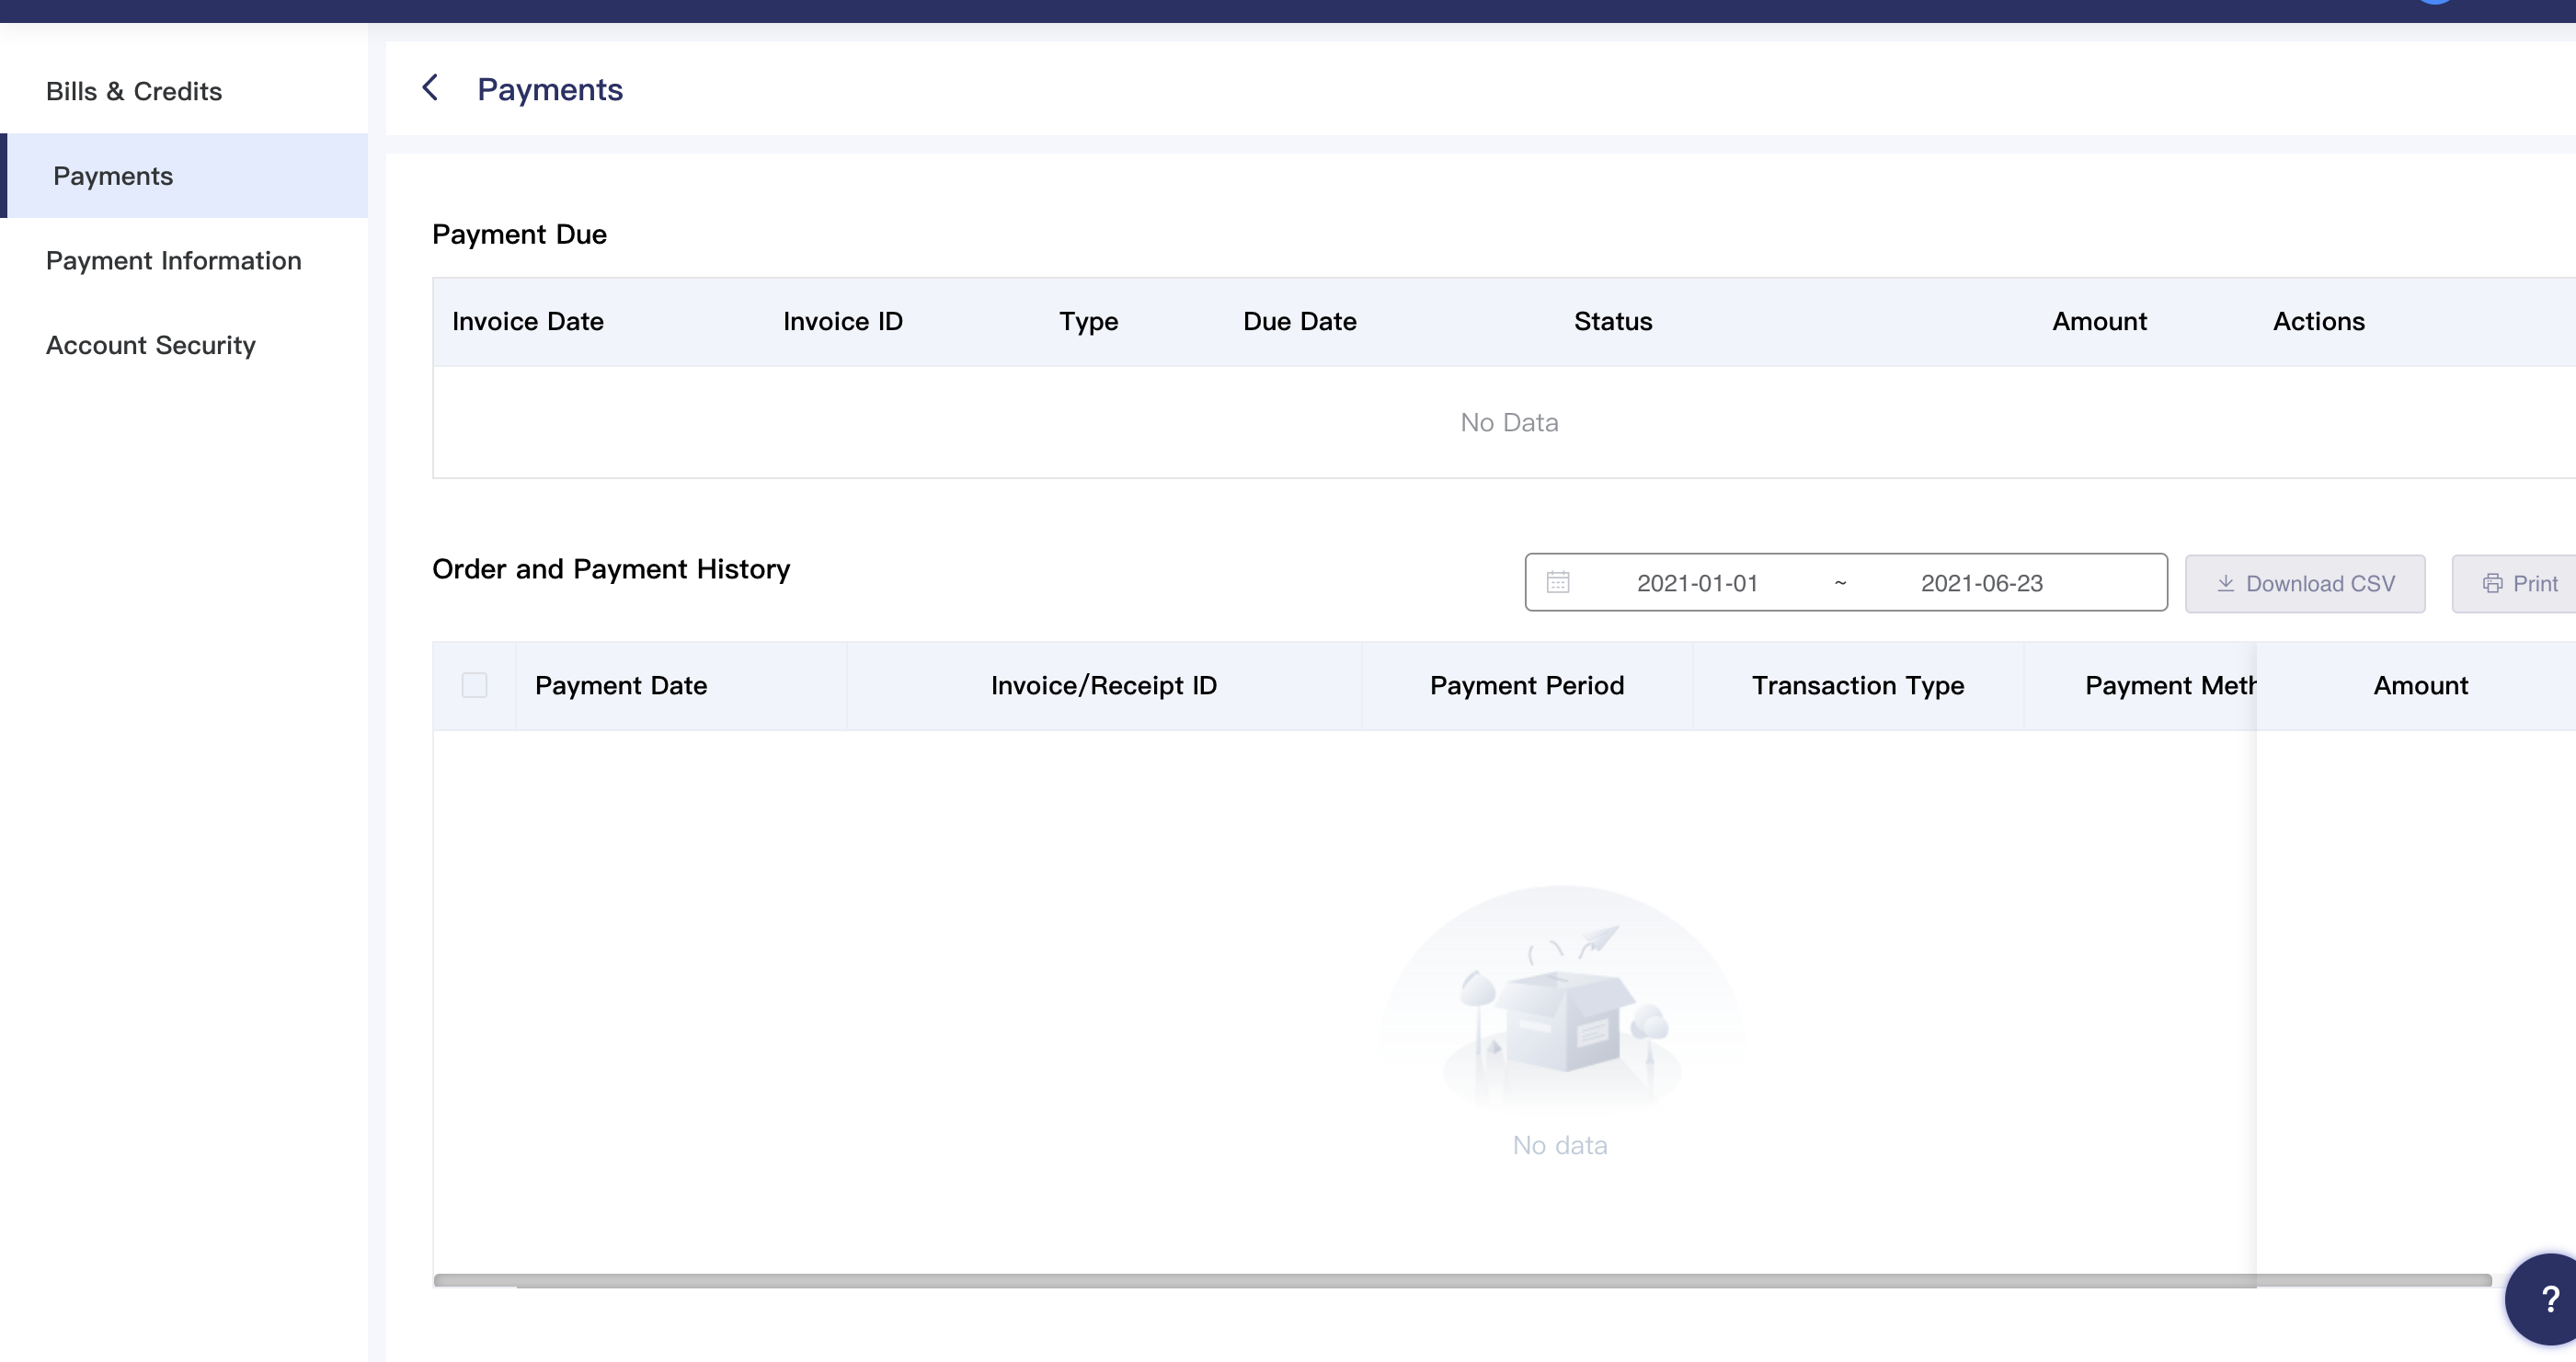 Bills & Credits
Payments
Payment Information
Account Security
Payments
Payment Due
Invoice Date Invoice ID Type Due Date Status Amount Actions
No Data
Order and Payment History
2021-01-01 ~ 2021-06-23 Download CSV Print
Payment Date Invoice/Receipt ID Payment Period Transaction Type Payment Meth Amount
No data
?